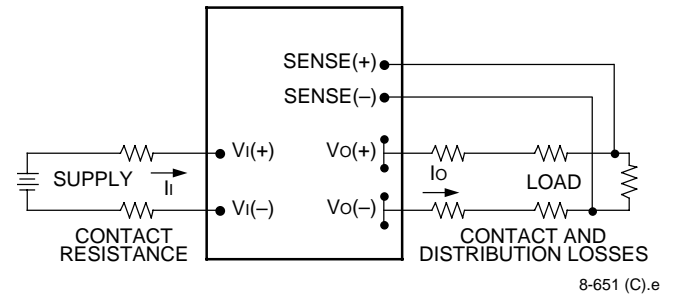 SENSE(+)
SENSE(–)
SUPPLY
II
VI(+)
VO(+)
IO
LOAD
VI(–)
VO(–)
CONTACT
RESISTANCE
CONTACT AND
DISTRIBUTION LOSSES
8-651 (C).e